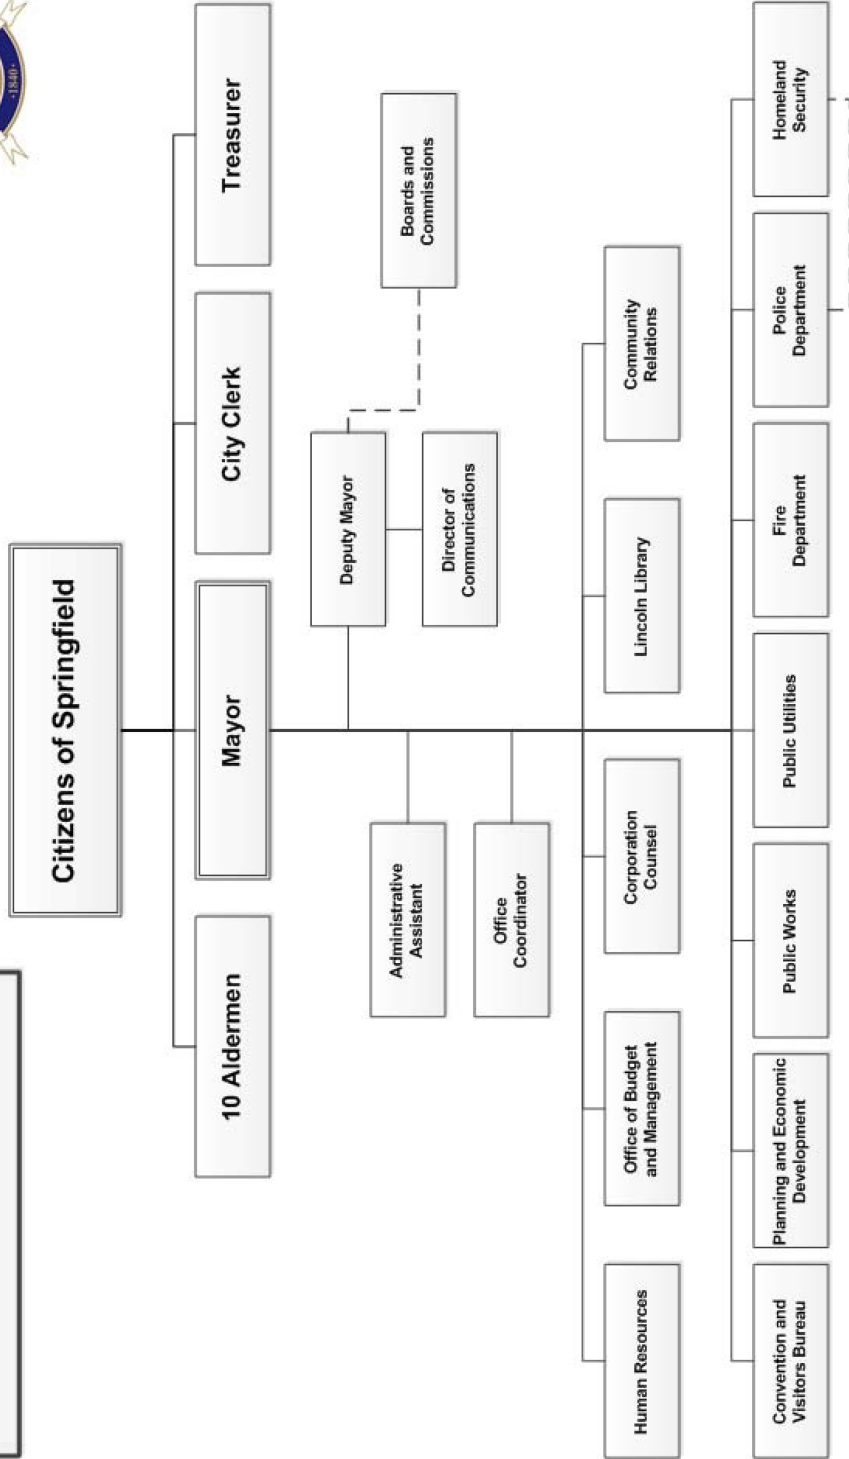 ·1840·
Citizens of Springfield
10 Aldermen
Mayor
City Clerk
Treasurer
Deputy Mayor
Boards and
Commissions
Administrative
Assistant
Director of
Communications
Office
Coordinator
Human Resources
Office of Budget
and Management
Corporation
Counsel
Lincoln Library
Community
Relations
Convention and
Visitors Bureau
Planning and Economic
Development
Public Works
Public Utilities
Fire
Department
Police
Department
Homeland
Security